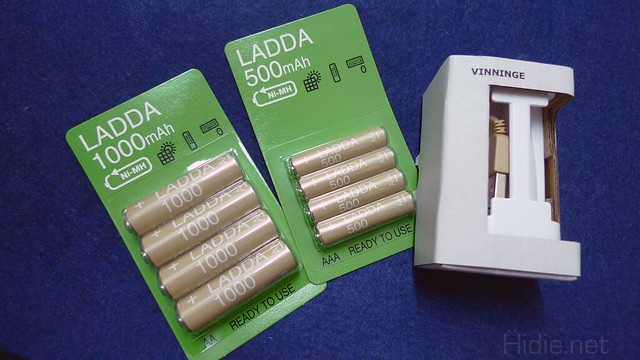 LADDA
1000mAh
Ni-MH
+ LADDA
1000
+ LADDA
1000
+ LADDA
1000
+ LADDA
1000
AA
READY TO USE
LADDA
500mAh
Ni-MH
LADDA
500
LADDA
500
LADDA
500
LADDA
500
AAA
READY TO USE
VINNINGE
Hidie.net